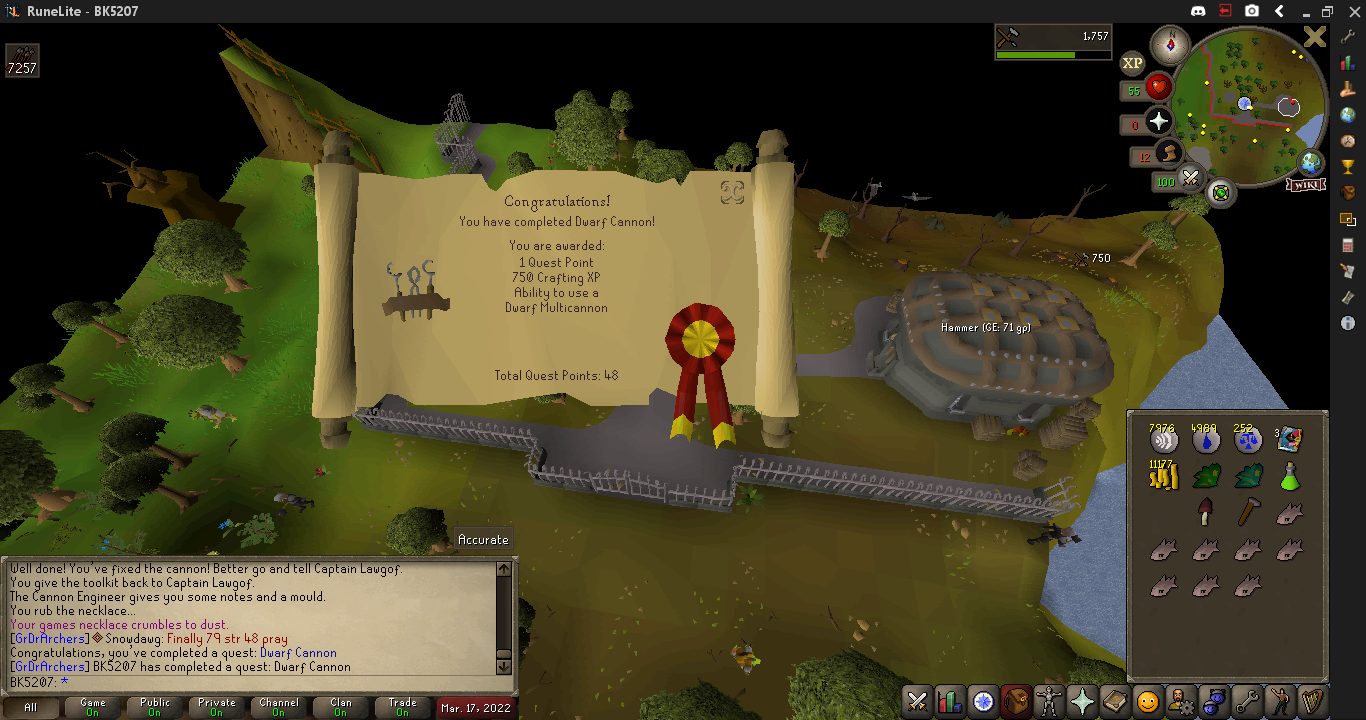 RuneLite - BK5207
7257
1,757
XP
N
55
0
12
100
WIKI
Congratulations!
You have completed Dwarf Cannon!
You are awarded:
1 Quest Point
750 Crafting XP
Ability to use a
Dwarf Multicannon
Total Quest Points: 48
750
Hammer (GE: 71 gp)
7976
4989
252
3
11177
Accurate
Well done! You've fixed the cannon! Better go and tell Captain Lawgof.
You give the toolkit back to Captain Lawgof.
The Cannon Engineer gives you some notes and a mould.
You rub the necklace...
Your games necklace crumbles to dust.
[GrDrArchers] Snowdawg: Finally 79 str 48 pray
Congratulations, you've completed a quest: Dwarf Cannon
[GrDrArchers] BK5207 has completed a quest: Dwarf Cannon
BK5207: *
All
Game On
Public On
Private On
Channel On
Clan On
Trade On
Mar. 17, 2022